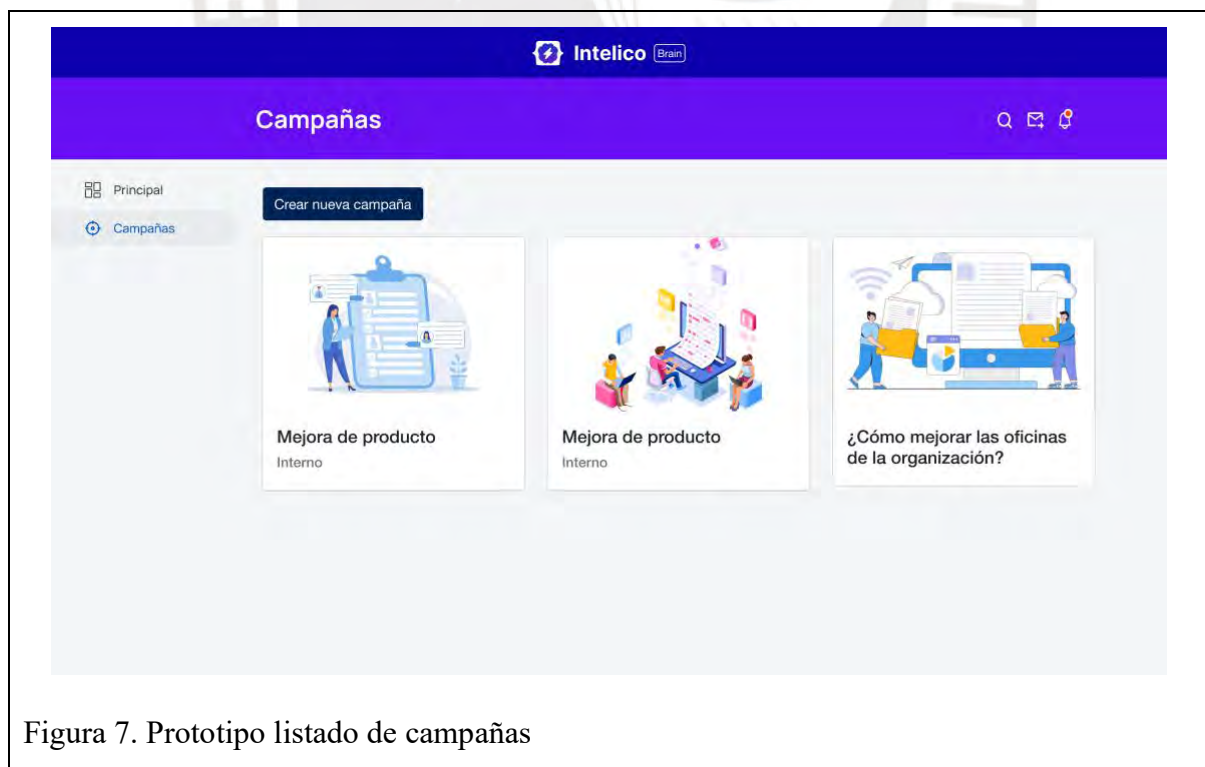 Intelico Brain
Campañas
Principal
Campañas
Crear nueva campaña
Mejora de producto
Interno
Mejora de producto
Interno
¿Cómo mejorar las oficinas
de la organización?
Figura 7. Prototipo listado de campañas